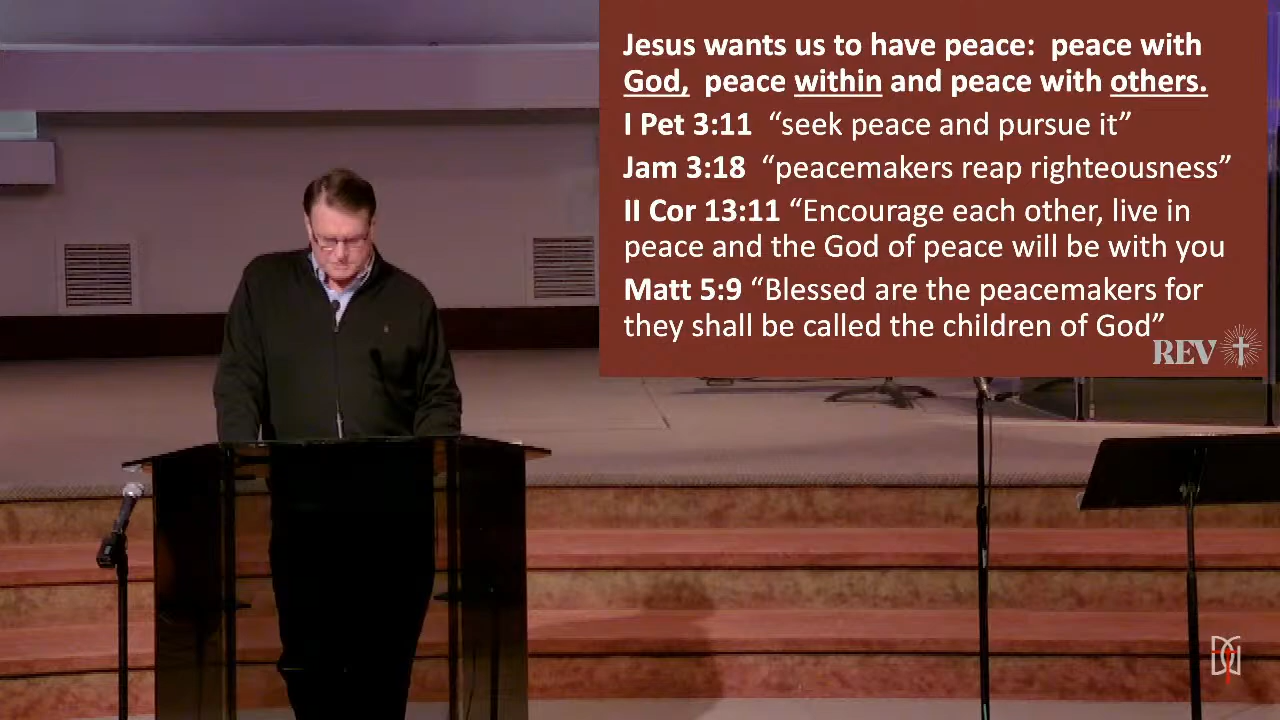 Jesus wants us to have peace:  peace with
God,  peace within and peace with others.
I Pet 3:11  “seek peace and pursue it”
Jam 3:18  “peacemakers reap righteousness”
II Cor 13:11 “Encourage each other, live in
peace and the God of peace will be with you
Matt 5:9 “Blessed are the peacemakers for
they shall be called the children of God”
REV